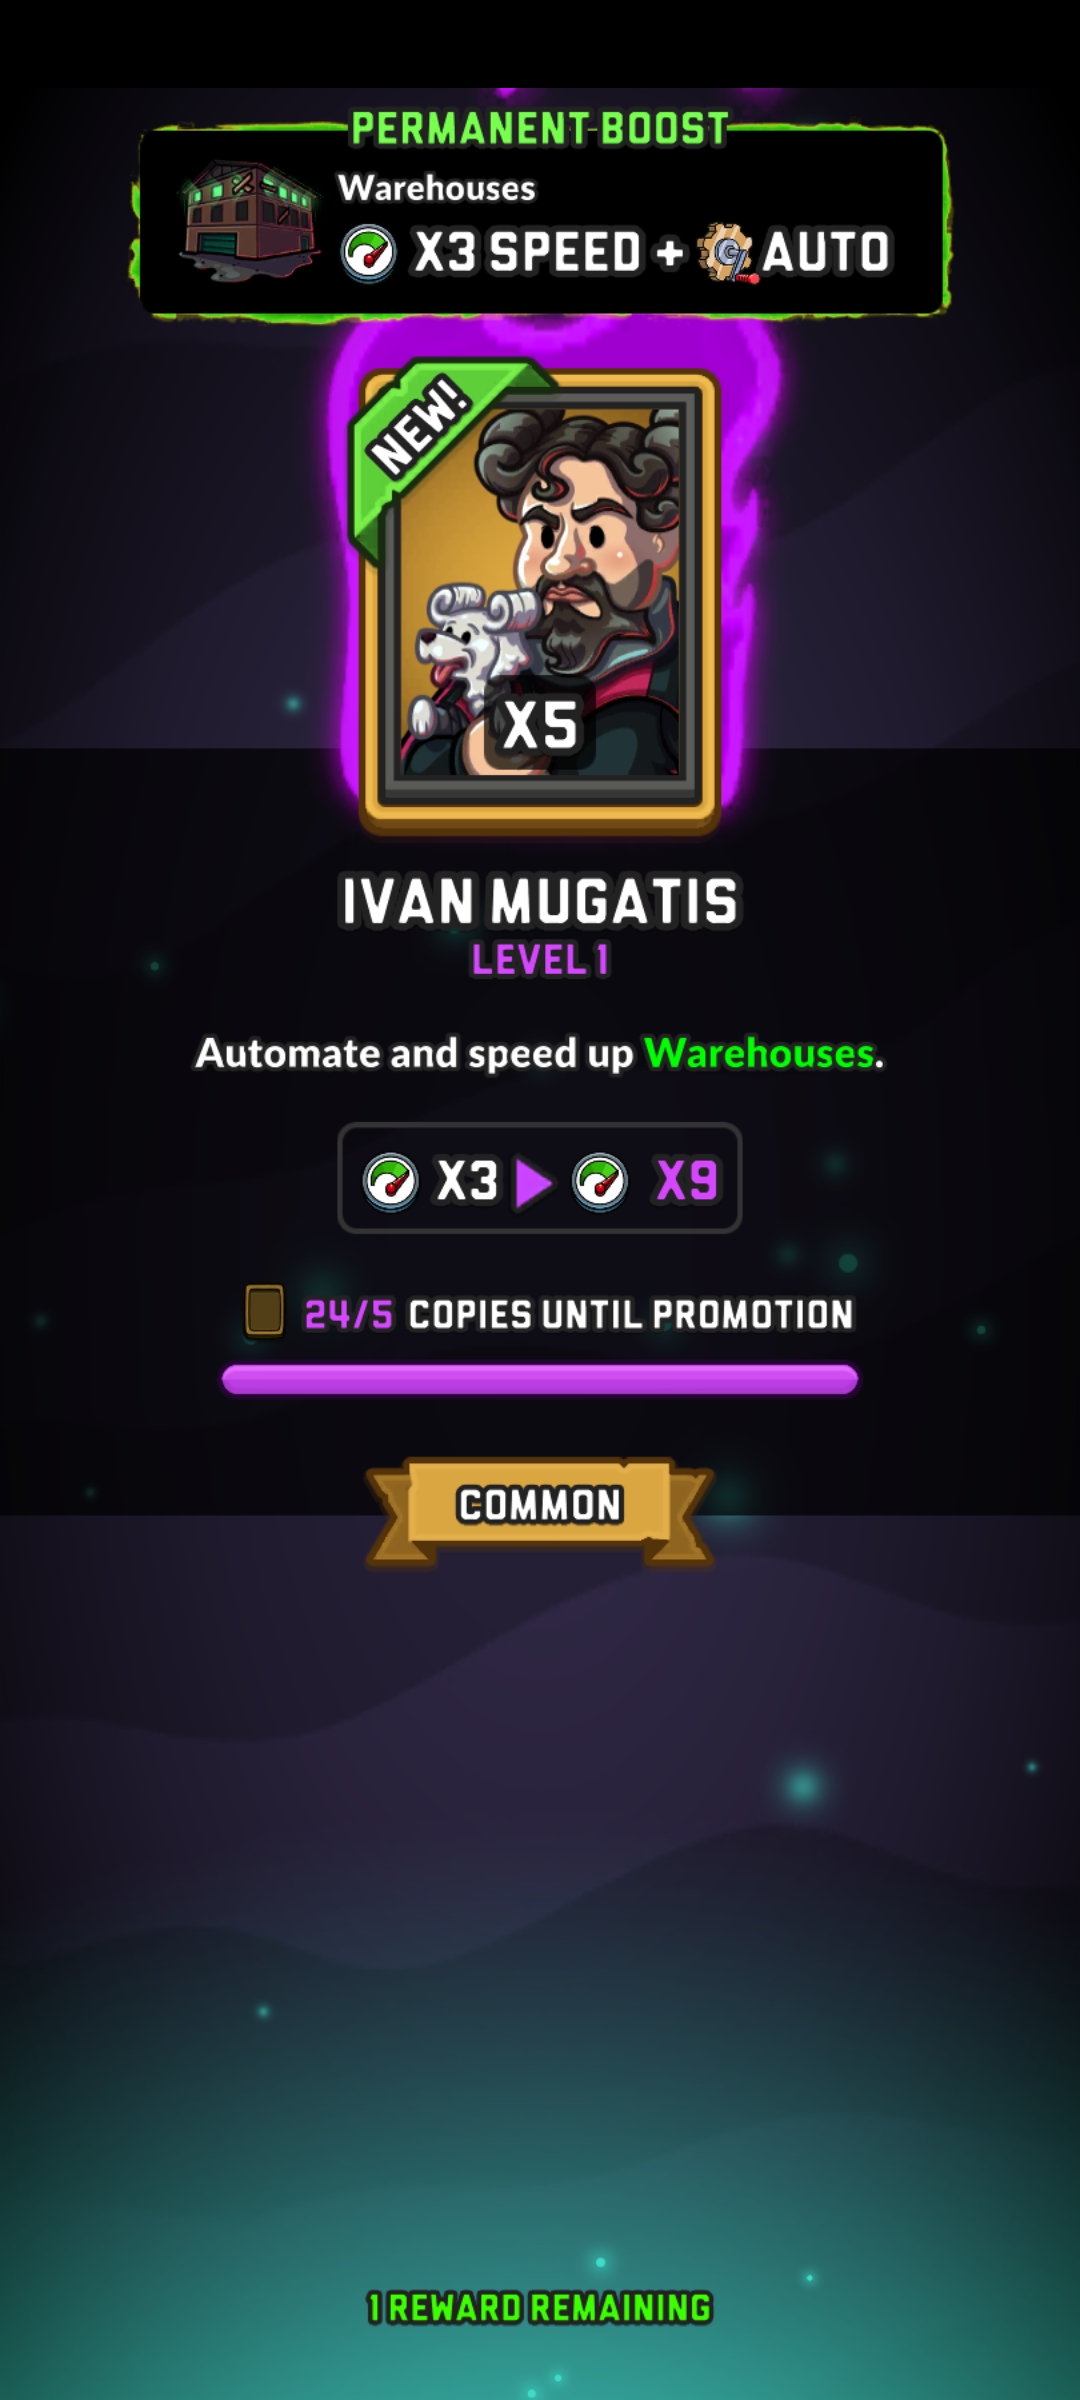 PERMANENT BOOST
Warehouses
X3 SPEED + AUTO
NEW!
X5
IVAN MUGATIS
LEVEL 1
Automate and speed up Warehouses.
X3 X9
24/5 COPIES UNTIL PROMOTION
COMMON
1 REWARD REMAINING